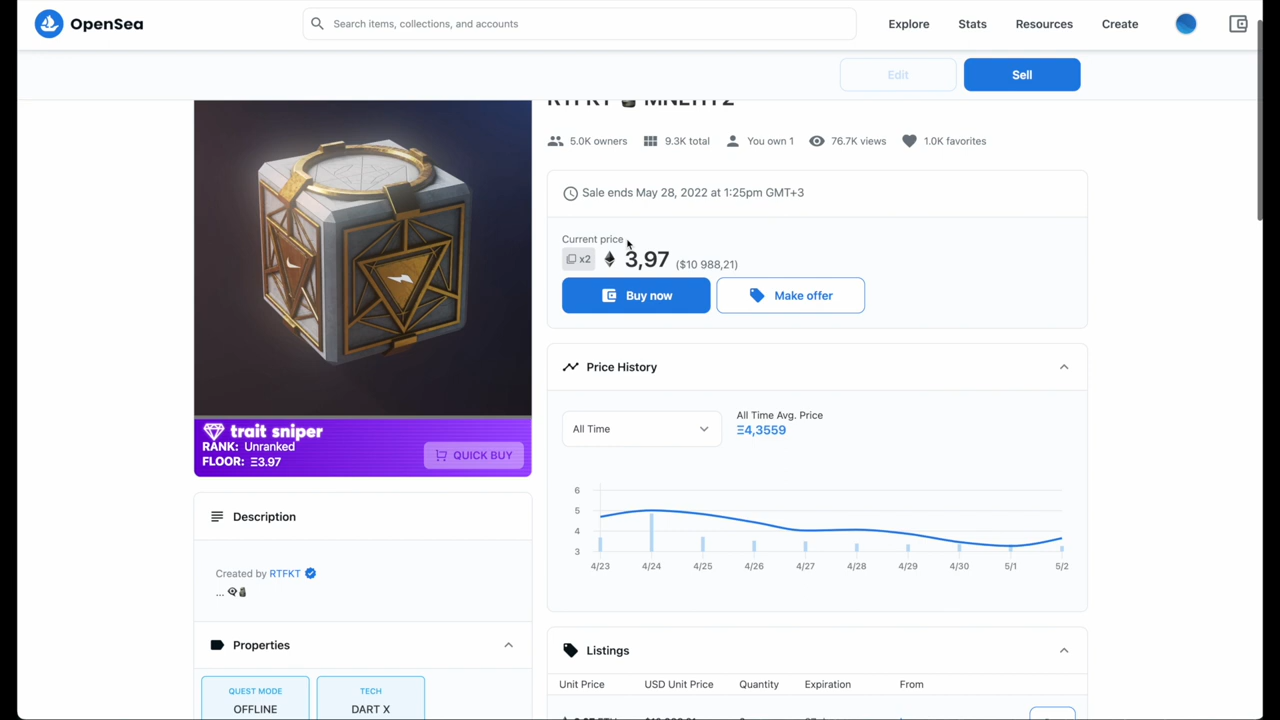 OpenSea
Search items, collections, and accounts
Explore
Stats
Resources
Create
Edit
Sell
RTFKT MNLTH 2
5.0K owners
9.3K total
You own 1
76.7K views
1.0K favorites
Sale ends May 28, 2022 at 1:25pm GMT+3
Current price
x2
3,97 ($10 988,21)
Buy now
Make offer
trait sniper
RANK: Unranked
FLOOR: Ξ3.97
QUICK BUY
Price History
All Time
All Time Avg. Price
Ξ4,3559
6
5
4
3
4/23 4/24 4/25 4/26 4/27 4/28 4/29 4/30 5/1 5/2
Description
Created by RTFKT
...
Properties
QUEST MODE
OFFLINE
TECH
DART X
Listings
Unit Price USD Unit Price Quantity Expiration From